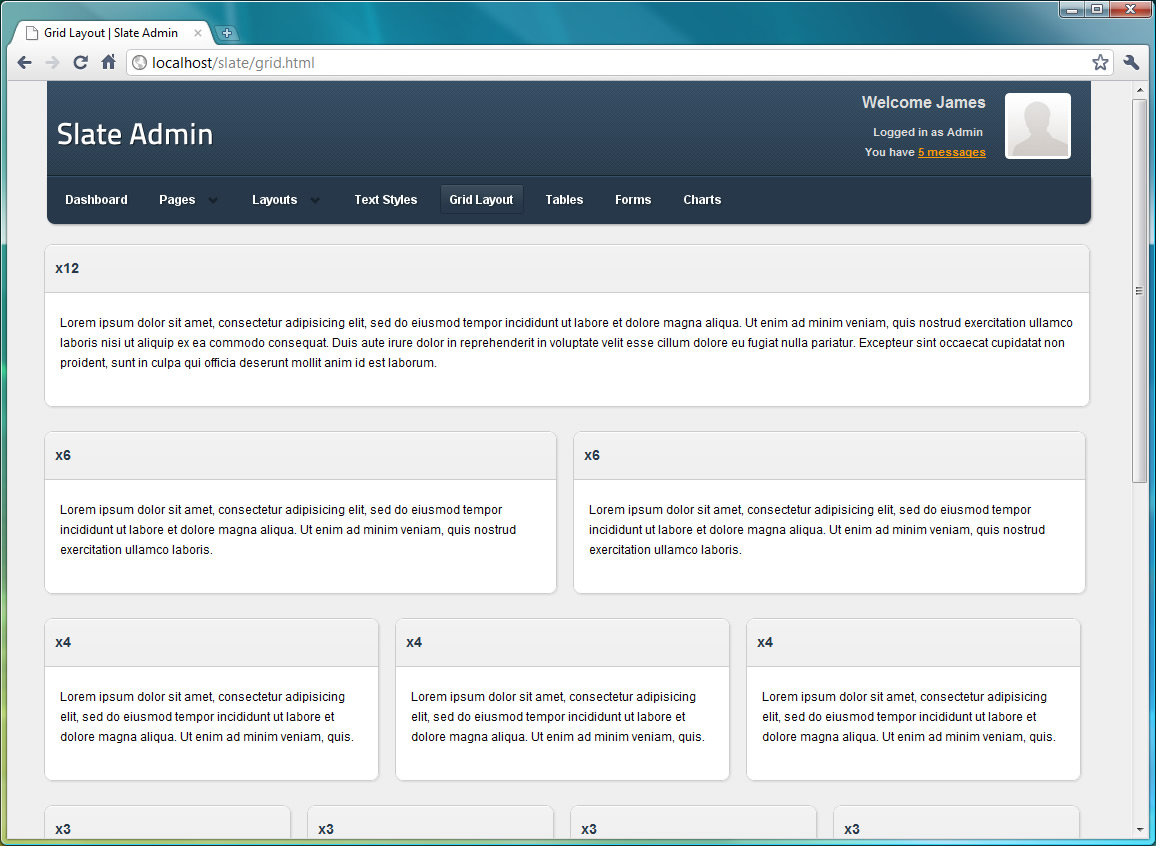 Grid Layout | Slate Admin
localhost/slate/grid.html
Slate Admin
Welcome James
Logged in as Admin
You have 5 messages
Dashboard Pages Layouts Text Styles Grid Layout Tables Forms Charts
x12
Lorem ipsum dolor sit amet, consectetur adipisicing elit, sed do eiusmod tempor incididunt ut labore et dolore magna aliqua. Ut enim ad minim veniam, quis nostrud exercitation ullamco
laboris nisi ut aliquip ex ea commodo consequat. Duis aute irure dolor in reprehenderit in voluptate velit esse cillum dolore eu fugiat nulla pariatur. Excepteur sint occaecat cupidatat non
proident, sunt in culpa qui officia deserunt mollit anim id est laborum.
x6
Lorem ipsum dolor sit amet, consectetur adipisicing elit, sed do eiusmod tempor
incididunt ut labore et dolore magna aliqua. Ut enim ad minim veniam, quis nostrud
exercitation ullamco laboris.
x6
Lorem ipsum dolor sit amet, consectetur adipisicing elit, sed do eiusmod tempor
incididunt ut labore et dolore magna aliqua. Ut enim ad minim veniam, quis nostrud
exercitation ullamco laboris.
x4
Lorem ipsum dolor sit amet, consectetur adipisicing
elit, sed do eiusmod tempor incididunt ut labore et
dolore magna aliqua. Ut enim ad minim veniam, quis.
x4
Lorem ipsum dolor sit amet, consectetur adipisicing
elit, sed do eiusmod tempor incididunt ut labore et
dolore magna aliqua. Ut enim ad minim veniam, quis.
x4
Lorem ipsum dolor sit amet, consectetur adipisicing
elit, sed do eiusmod tempor incididunt ut labore et
dolore magna aliqua. Ut enim ad minim veniam, quis.
x3
x3
x3
x3